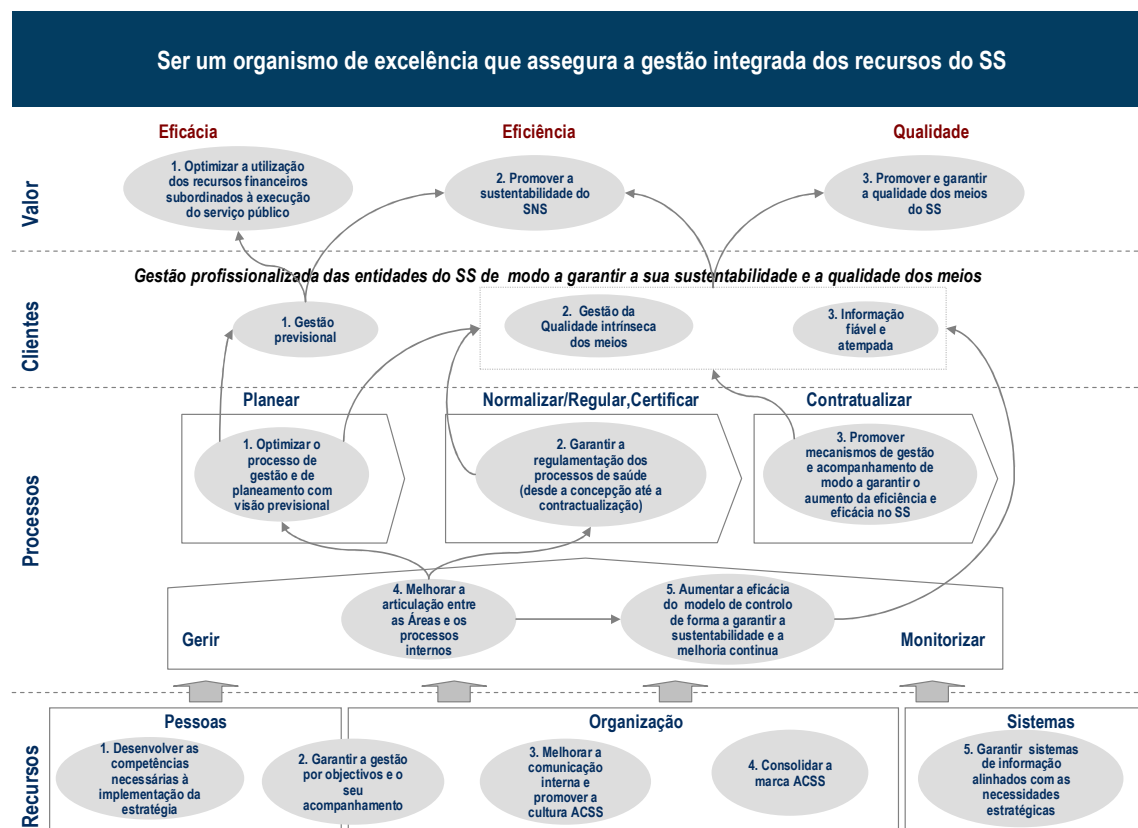 Ser um organismo de excelência que assegura a gestão integrada dos recursos do SS
Eficácia
Eficiência
Qualidade
Valor
1. Optimizar a utilização
dos recursos financeiros
subordinados à execução
do serviço público
2. Promover a
sustentabilidade do
SNS
3. Promover e garantir
a qualidade dos meios
do SS
Gestão profissionalizada das entidades do SS de modo a garantir a sua sustentabilidade e a qualidade dos meios
Clientes
1. Gestão
previsional
2. Gestão da
Qualidade intrínseca
dos meios
3. Informação
fiável e
atempada
Processos
Planear
Normalizar/Regular,Certificar
Contratualizar
1. Optimizar o
processo de
gestão e de
planeamento com
visão previsional
2. Garantir a
regulamentação dos
processos de saúde
(desde a concepção até a
contractualização)
3. Promover
mecanismos de gestão
e acompanhamento de
modo a garantir o
aumento da eficiência e
eficácia no SS
4. Melhorar a
articulação entre
as Áreas e os
processos
internos
5. Aumentar a eficácia
do modelo de controlo
de forma a garantir a
sustentabilidade e a
melhoria continua
Gerir
Monitorizar
Recursos
Pessoas
Organização
Sistemas
1. Desenvolver as
competências
necessárias à
implementação da
estratégia
2. Garantir a gestão
por objectivos e o
seu
acompanhamento
3. Melhorar a
comunicação
interna e
promover a
cultura ACSS
4. Consolidar a
marca ACSS
5. Garantir sistemas
de informação
alinhados com as
necessidades
estratégicas